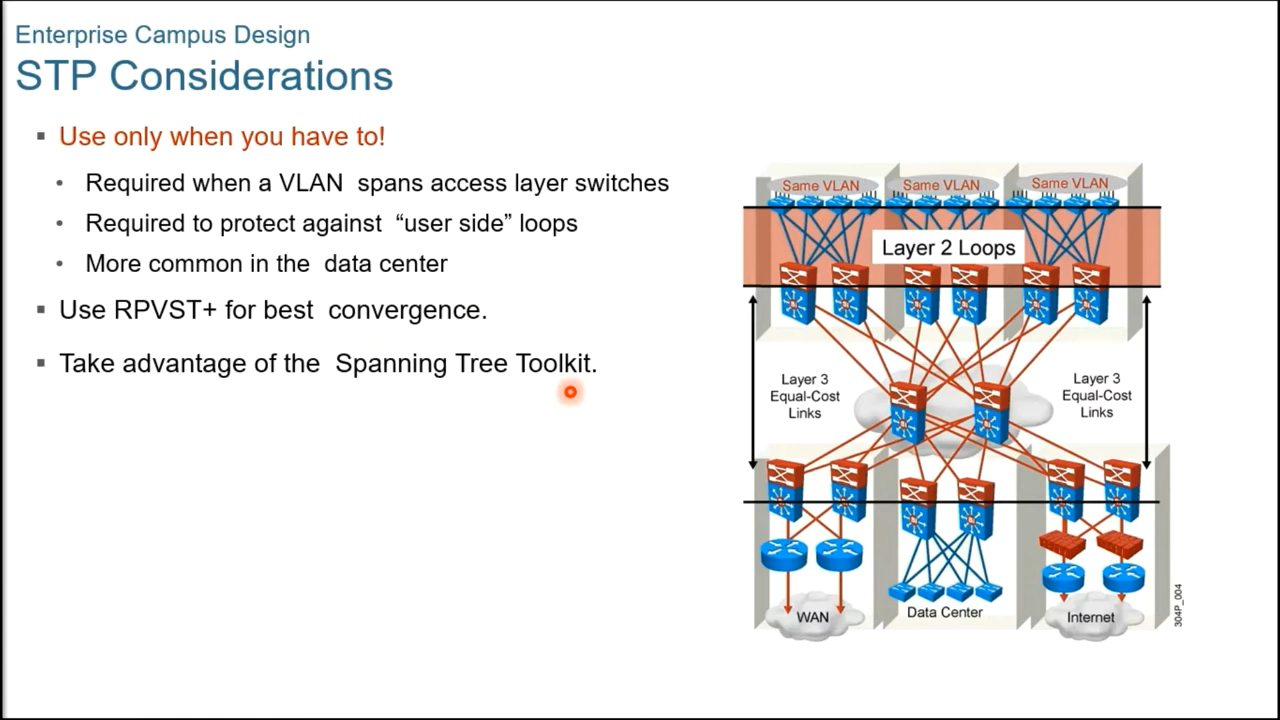 Enterprise Campus Design
STP Considerations
Use only when you have to!
Required when a VLAN spans access layer switches
Required to protect against “user side” loops
More common in the data center
Use RPVST+ for best convergence.
Take advantage of the Spanning Tree Toolkit.
Same VLAN
Same VLAN
Same VLAN
Layer 2 Loops
Layer 3
Equal-Cost
Links
Layer 3
Equal-Cost
Links
WAN
Data Center
Internet
304P_004